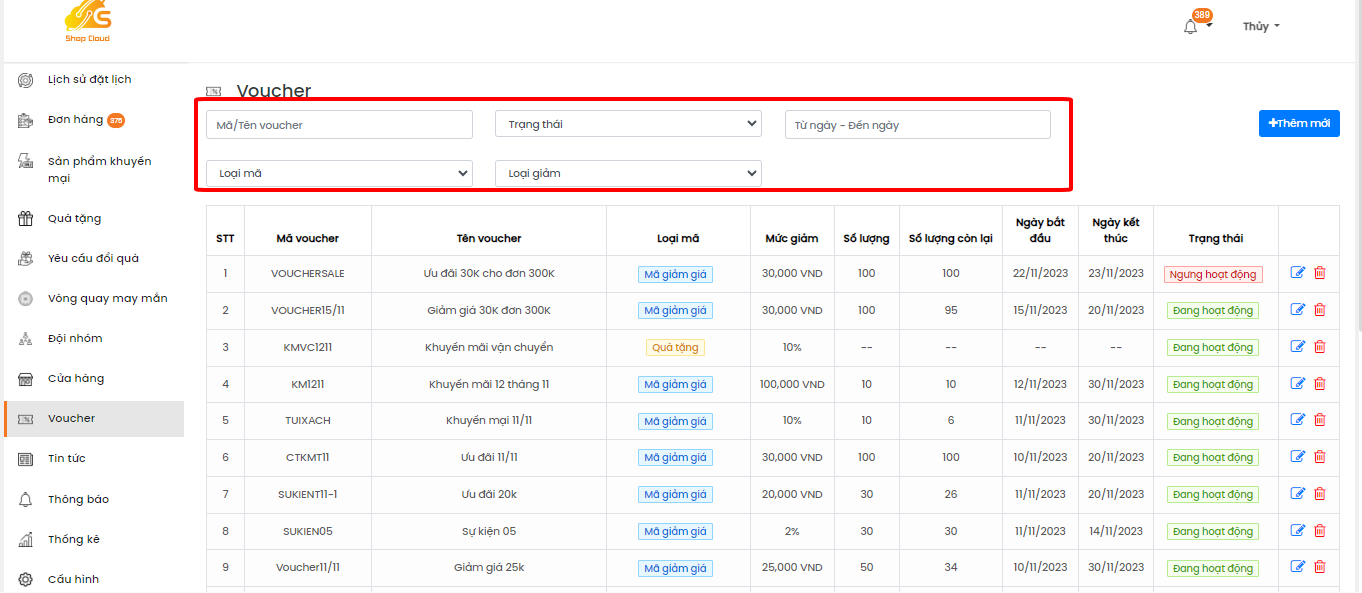 Shop Cloud
389
Thủy
Lịch sử đặt lịch
Đơn hàng 376
Sản phẩm khuyến
mại
Quà tặng
Yêu cầu đổi quà
Vòng quay may mắn
Đội nhóm
Cửa hàng
Voucher
Tin tức
Thông báo
Thống kê
Cấu hình
Voucher
Mã/Tên voucher Trạng thái Từ ngày - Đến ngày
+Thêm mới
Loại mã Loại giảm
STT Mã voucher Tên voucher Loại mã Mức giảm Số lượng Số lượng còn lại Ngày bắt đầu Ngày kết thúc Trạng thái
1 VOUCHERSALE Ưu đãi 30K cho đơn 300K Mã giảm giá 30,000 VND 100 100 22/11/2023 23/11/2023 Ngưng hoạt động
2 VOUCHER15/11 Giảm giá 30K đơn 300K Mã giảm giá 30,000 VND 100 95 15/11/2023 20/11/2023 Đang hoạt động
3 KMVC1211 Khuyến mãi vận chuyển Quà tặng 10% -- -- -- -- Đang hoạt động
4 KM1211 Khuyến mãi 12 tháng 11 Mã giảm giá 100,000 VND 10 10 12/11/2023 30/11/2023 Đang hoạt động
5 TUIXACH Khuyến mại 11/11 Mã giảm giá 10% 10 6 11/11/2023 30/11/2023 Đang hoạt động
6 CTKMT11 Ưu đãi 11/11 Mã giảm giá 30,000 VND 100 100 10/11/2023 20/11/2023 Đang hoạt động
7 SUKIENT11-1 Ưu đãi 20k Mã giảm giá 20,000 VND 30 26 11/11/2023 20/11/2023 Đang hoạt động
8 SUKIEN05 Sự kiện 05 Mã giảm giá 2% 30 30 11/11/2023 14/11/2023 Đang hoạt động
9 Voucher11/11 Giảm giá 25k Mã giảm giá 25,000 VND 50 34 10/11/2023 30/11/2023 Đang hoạt động